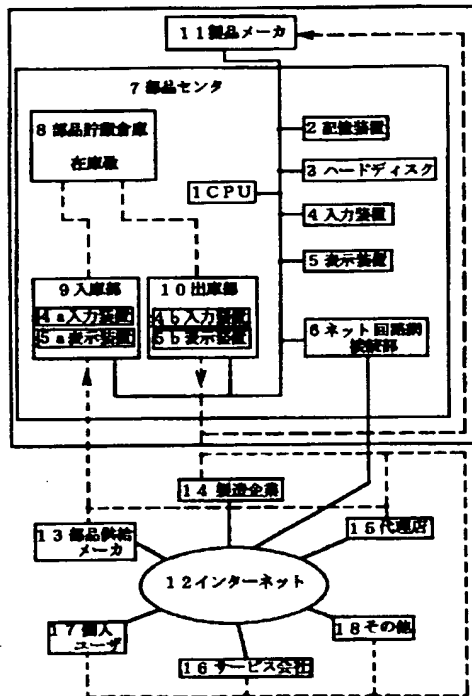 11製品メーカ
7部品センタ
8部品貯蔵倉庫
在庫数
2記憶装置
3ハードディスク
1CPU
4入力装置
5表示装置
9入庫部
4a入力装置
5a表示装置
10出庫部
4b入力装置
5b表示装置
6ネット回路網
接続部
14製造企業
13部品供給
メーカ
15代理店
12インターネット
17個人
ユーザ
18その他
16サービス会社